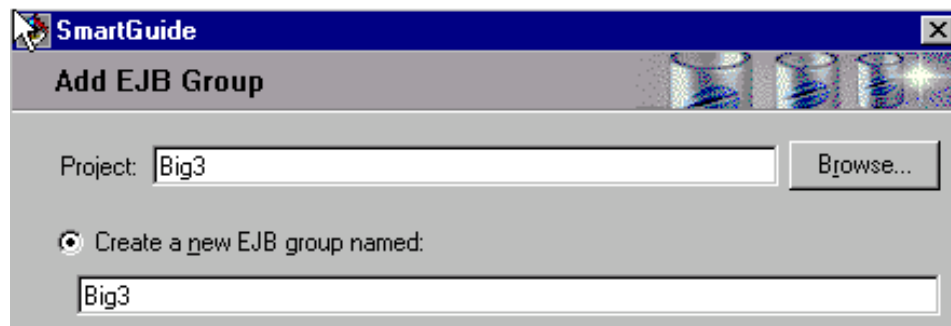 SmartGuide
Add EJB Group
Project: Big3 Browse...
Create a new EJB group named:
Big3